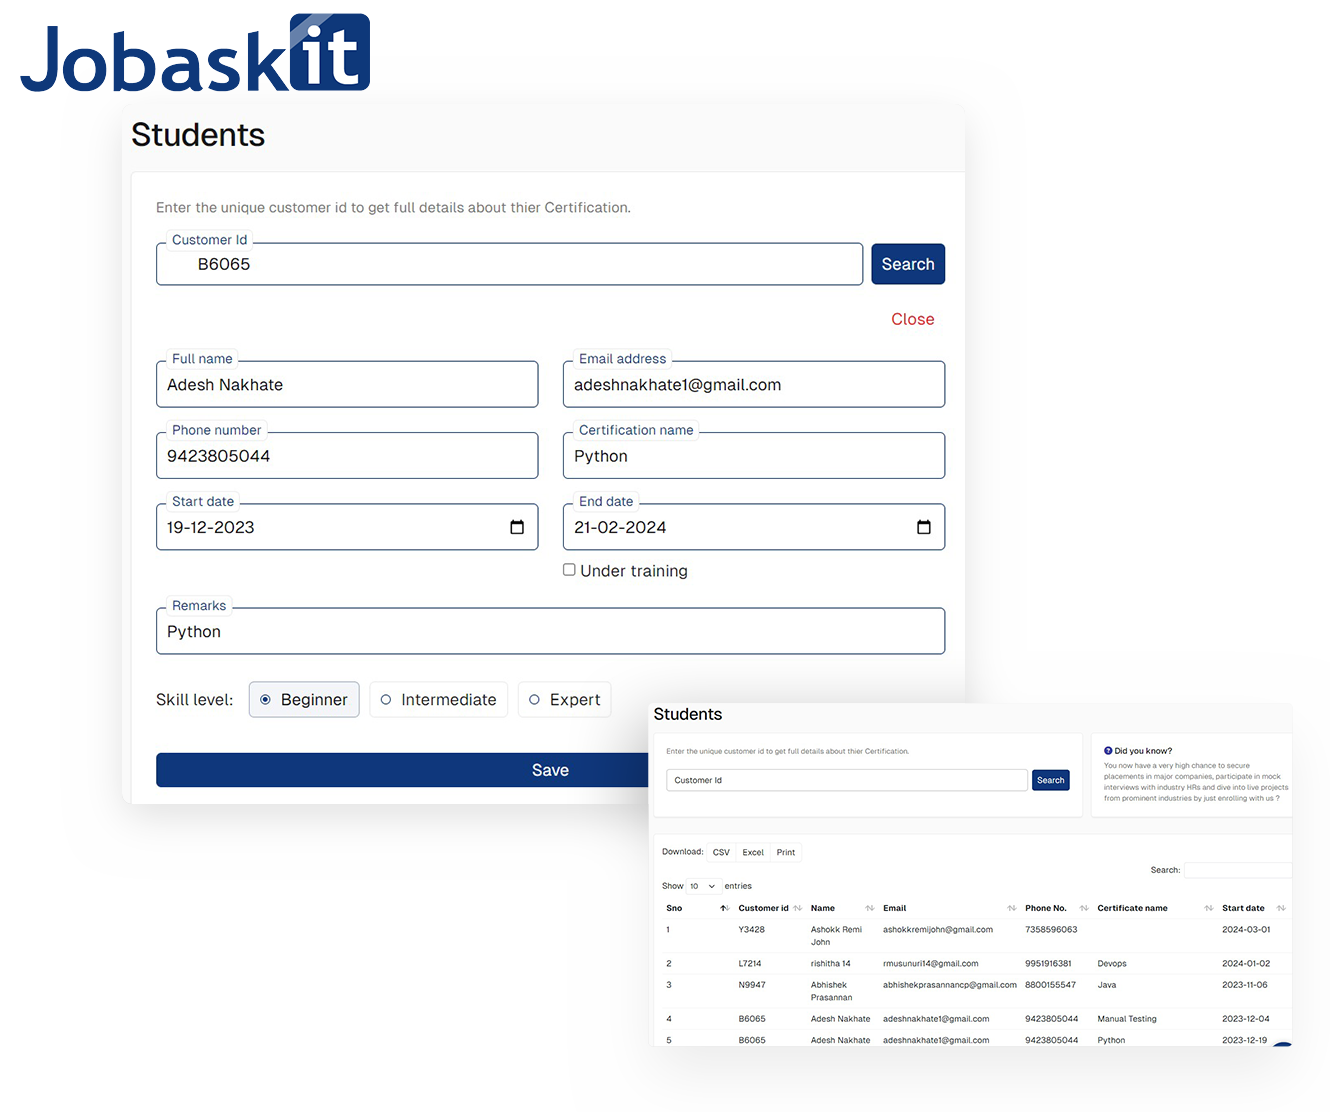 Jobaskit
Students
Enter the unique customer id to get full details about thier Certification.
Customer Id
B6065
Search
Close
Full name
Adesh Nakhate
Email address
adeshnakhate1@gmail.com
Phone number
9423805044
Certification name
Python
Start date
19-12-2023
End date
21-02-2024
Under training
Remarks
Python
Skill level: Beginner Intermediate Expert
Save
Students
Enter the unique customer id to get full details about thier Certification.
Customer Id
Search
Did you know?
You now have a very high chance to secure
placements in major companies, participate in mock
interviews with industry HRs and dive into live projects
from prominent industries by just enrolling with us ?
Download: CSV Excel Print
Search:
Show 10 entries
Sno Customer id Name Email Phone No. Certificate name Start date
1 Y3428 Ashokk Remi John ashokkremijohn@gmail.com 7358596063 2024-03-01
2 L7214 rishitha 14 rmusunuri14@gmail.com 9951916381 Devops 2024-01-02
3 N9947 Abhishek Prasannan abhishekprasannancp@gmail.com 8800155547 Java 2023-11-06
4 B6065 Adesh Nakhate adeshnakhate1@gmail.com 9423805044 Manual Testing 2023-12-04
5 B6065 Adesh Nakhate adeshnakhate1@gmail.com 9423805044 Python 2023-12-19